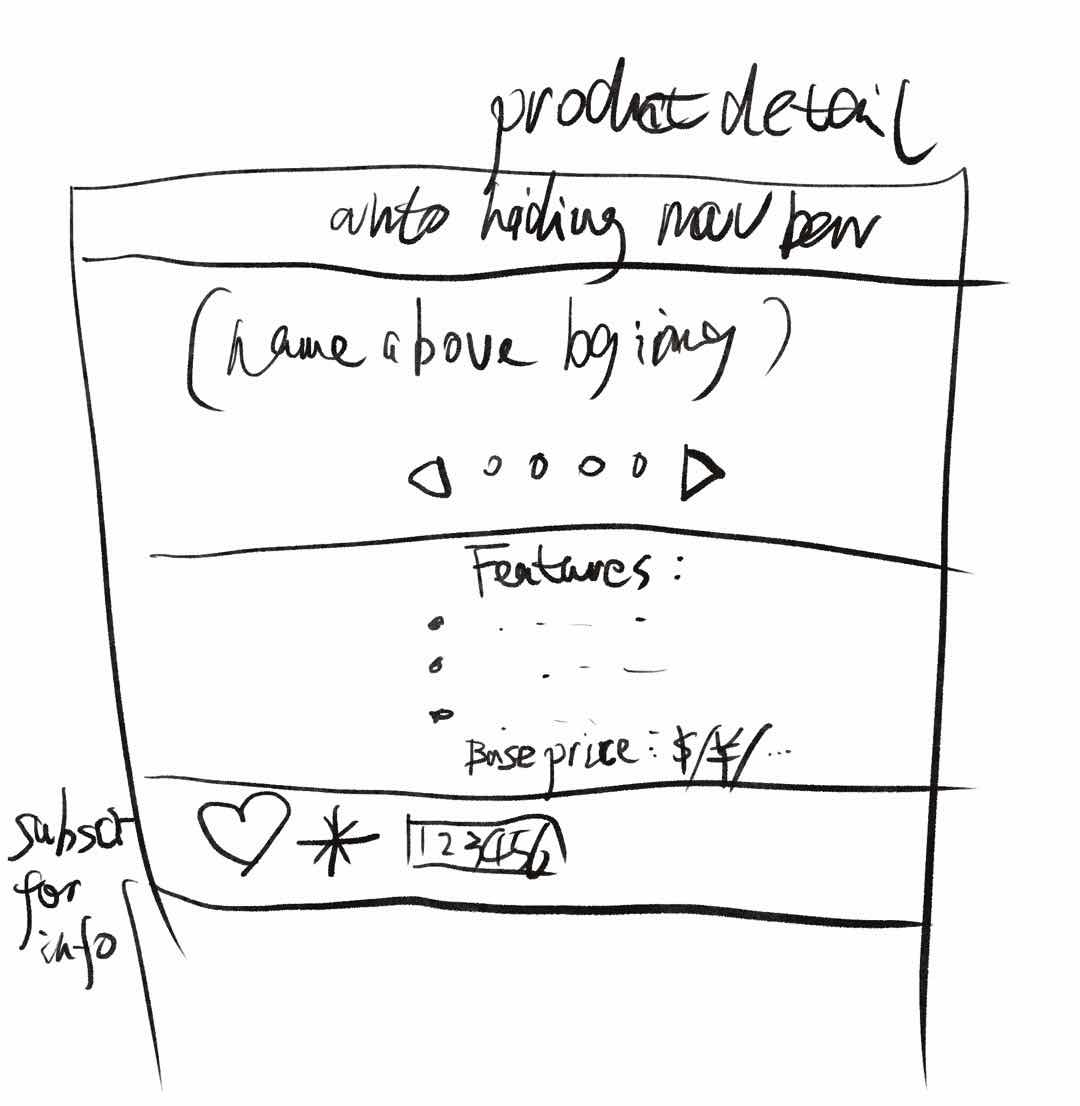 product detail
auto hiding nav bar
(name above bg img)
Features:
Base price: $/¥/...
subscr
for
info
123456